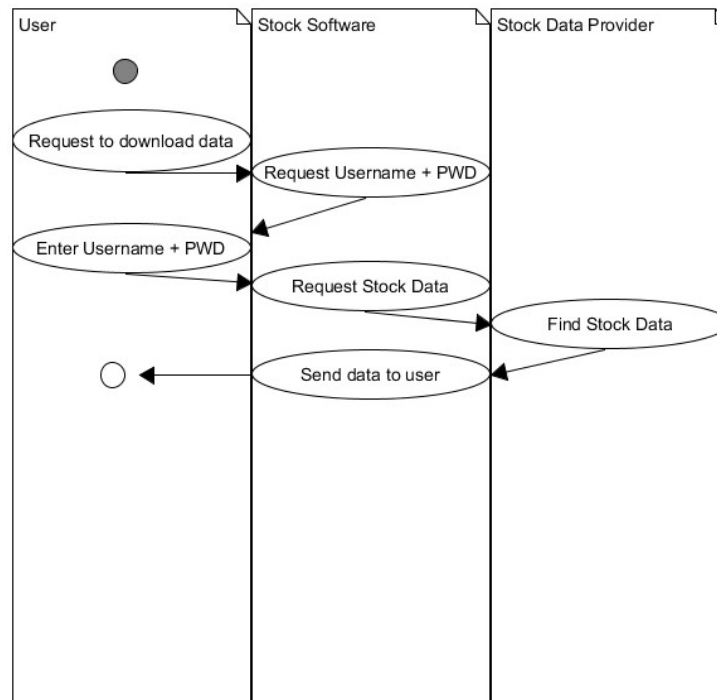 User
Stock Software
Stock Data Provider
Request to download data
Request Username + PWD
Enter Username + PWD
Request Stock Data
Find Stock Data
Send data to user